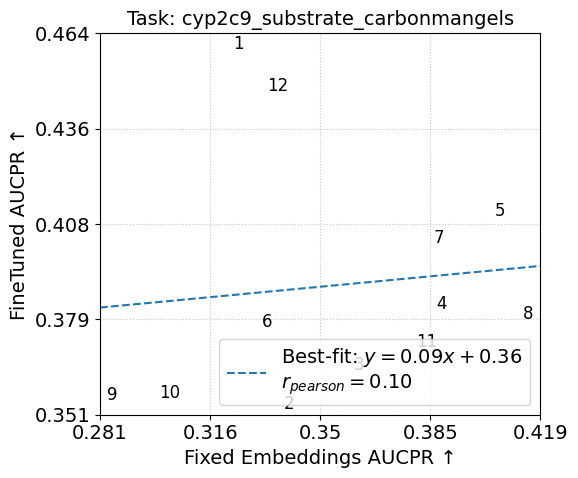 Task: cyp2c9_substrate_carbonmangels
FineTuned AUCPR ↑
0.464
0.436
0.408
0.379
0.351
1
12
5
7
4
8
6
11
3
9
10
2
Best-fit: y = 0.09x + 0.36
r_pearson = 0.10
0.281 0.316 0.35 0.385 0.419
Fixed Embeddings AUCPR ↑